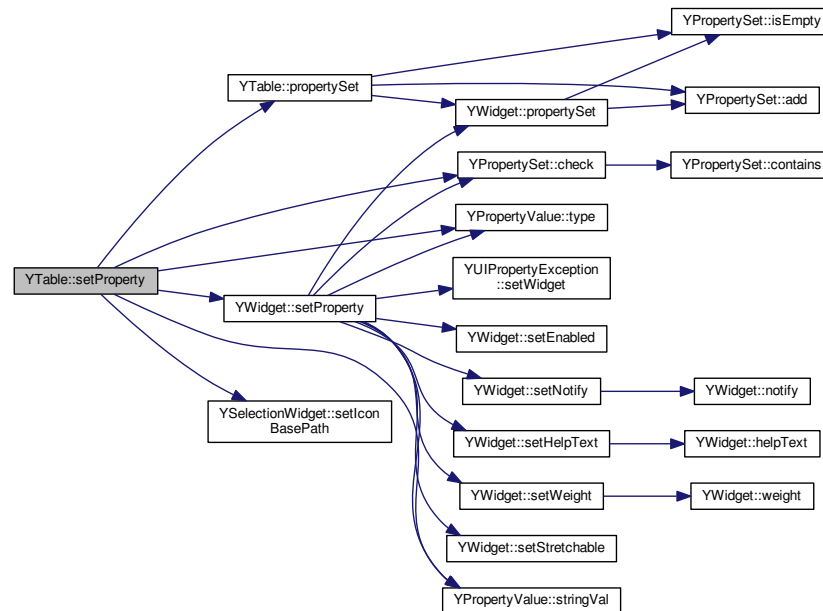 YPropertySet::isEmpty
YTable::propertySet
YPropertySet::add
YWidget::propertySet
YPropertySet::check
YPropertySet::contains
YPropertyValue::type
YTable::setProperty
YUIPropertyException
::setWidget
YWidget::setProperty
YWidget::setEnabled
YWidget::setNotify
YWidget::notify
YSelectionWidget::setIcon
BasePath
YWidget::setHelpText
YWidget::helpText
YWidget::setWeight
YWidget::weight
YWidget::setStretchable
YPropertyValue::stringVal